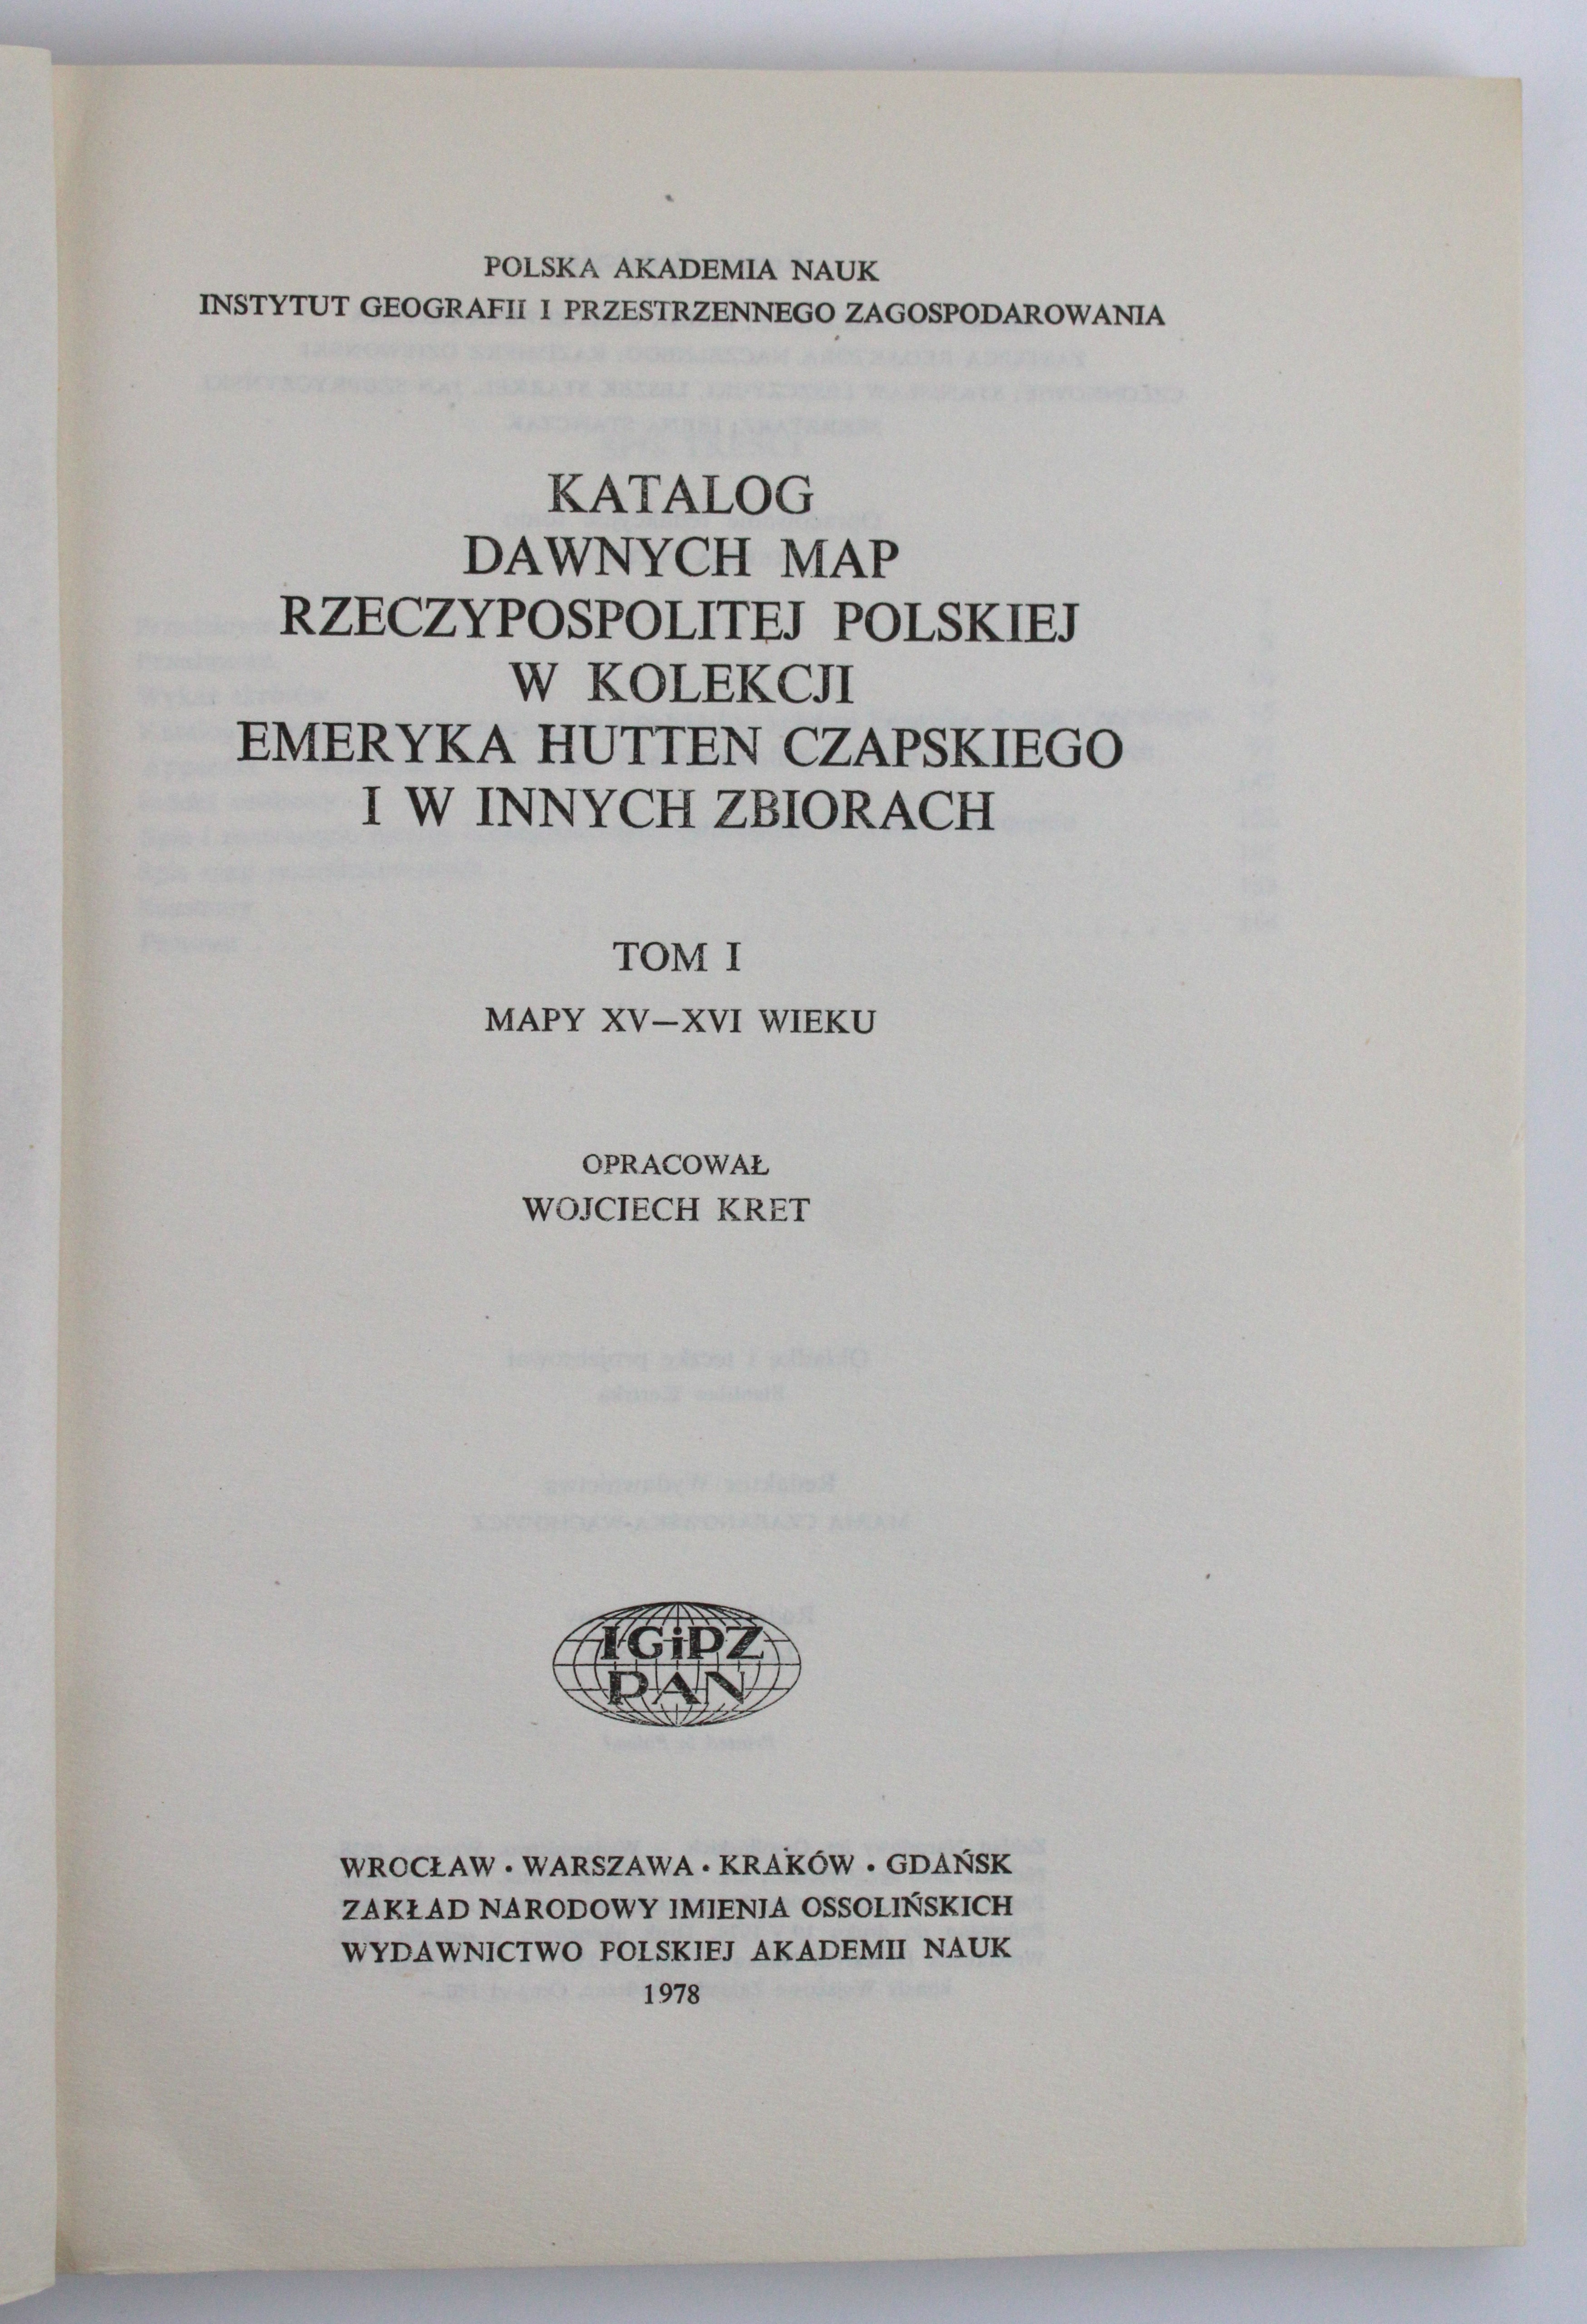 POLSKA AKADEMIA NAUK
INSTYTUT GEOGRAFII I PRZESTRZENNEGO ZAGOSPODAROWANIA
KATALOG
DAWNYCH MAP
RZECZYPOSPOLITEJ POLSKIEJ
W KOLEKCJI
EMERYKA HUTTEN CZAPSKIEGO
I W INNYCH ZBIORACH
TOM I
MAPY XV—XVI WIEKU
OPRACOWAŁ
WOJCIECH KRET
IGiPZ
PAN
WROCŁAW • WARSZAWA • KRAKÓW • GDAŃSK
ZAKŁAD NARODOWY IMIENIA OSSOLIŃSKICH
WYDAWNICTWO POLSKIEJ AKADEMII NAUK
1978